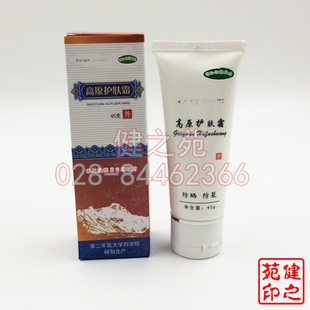 高原护肤霜
GAOYUAN HUFUSHUANG
45克
外
第二军医大学药学院
研制生产
高原护肤霜
Gaoyuan Hufushuang
防晒 防裂
净含量：45g
健之苑
028-84462366
健之
苑印